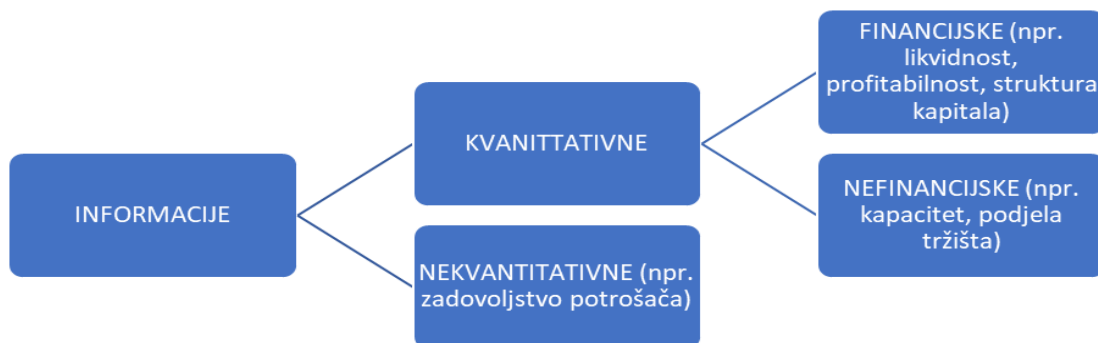 INFORMACIJE
KVANITTATIVNE
NEKVANTITATIVNE (npr.
zadovoljstvo potrošača)
FINANCIJSKE (npr.
likvidnost,
profitabilnost, struktura
kapitala)
NEFINANCIJSKE (npr.
kapacitet, podjela
tržišta)